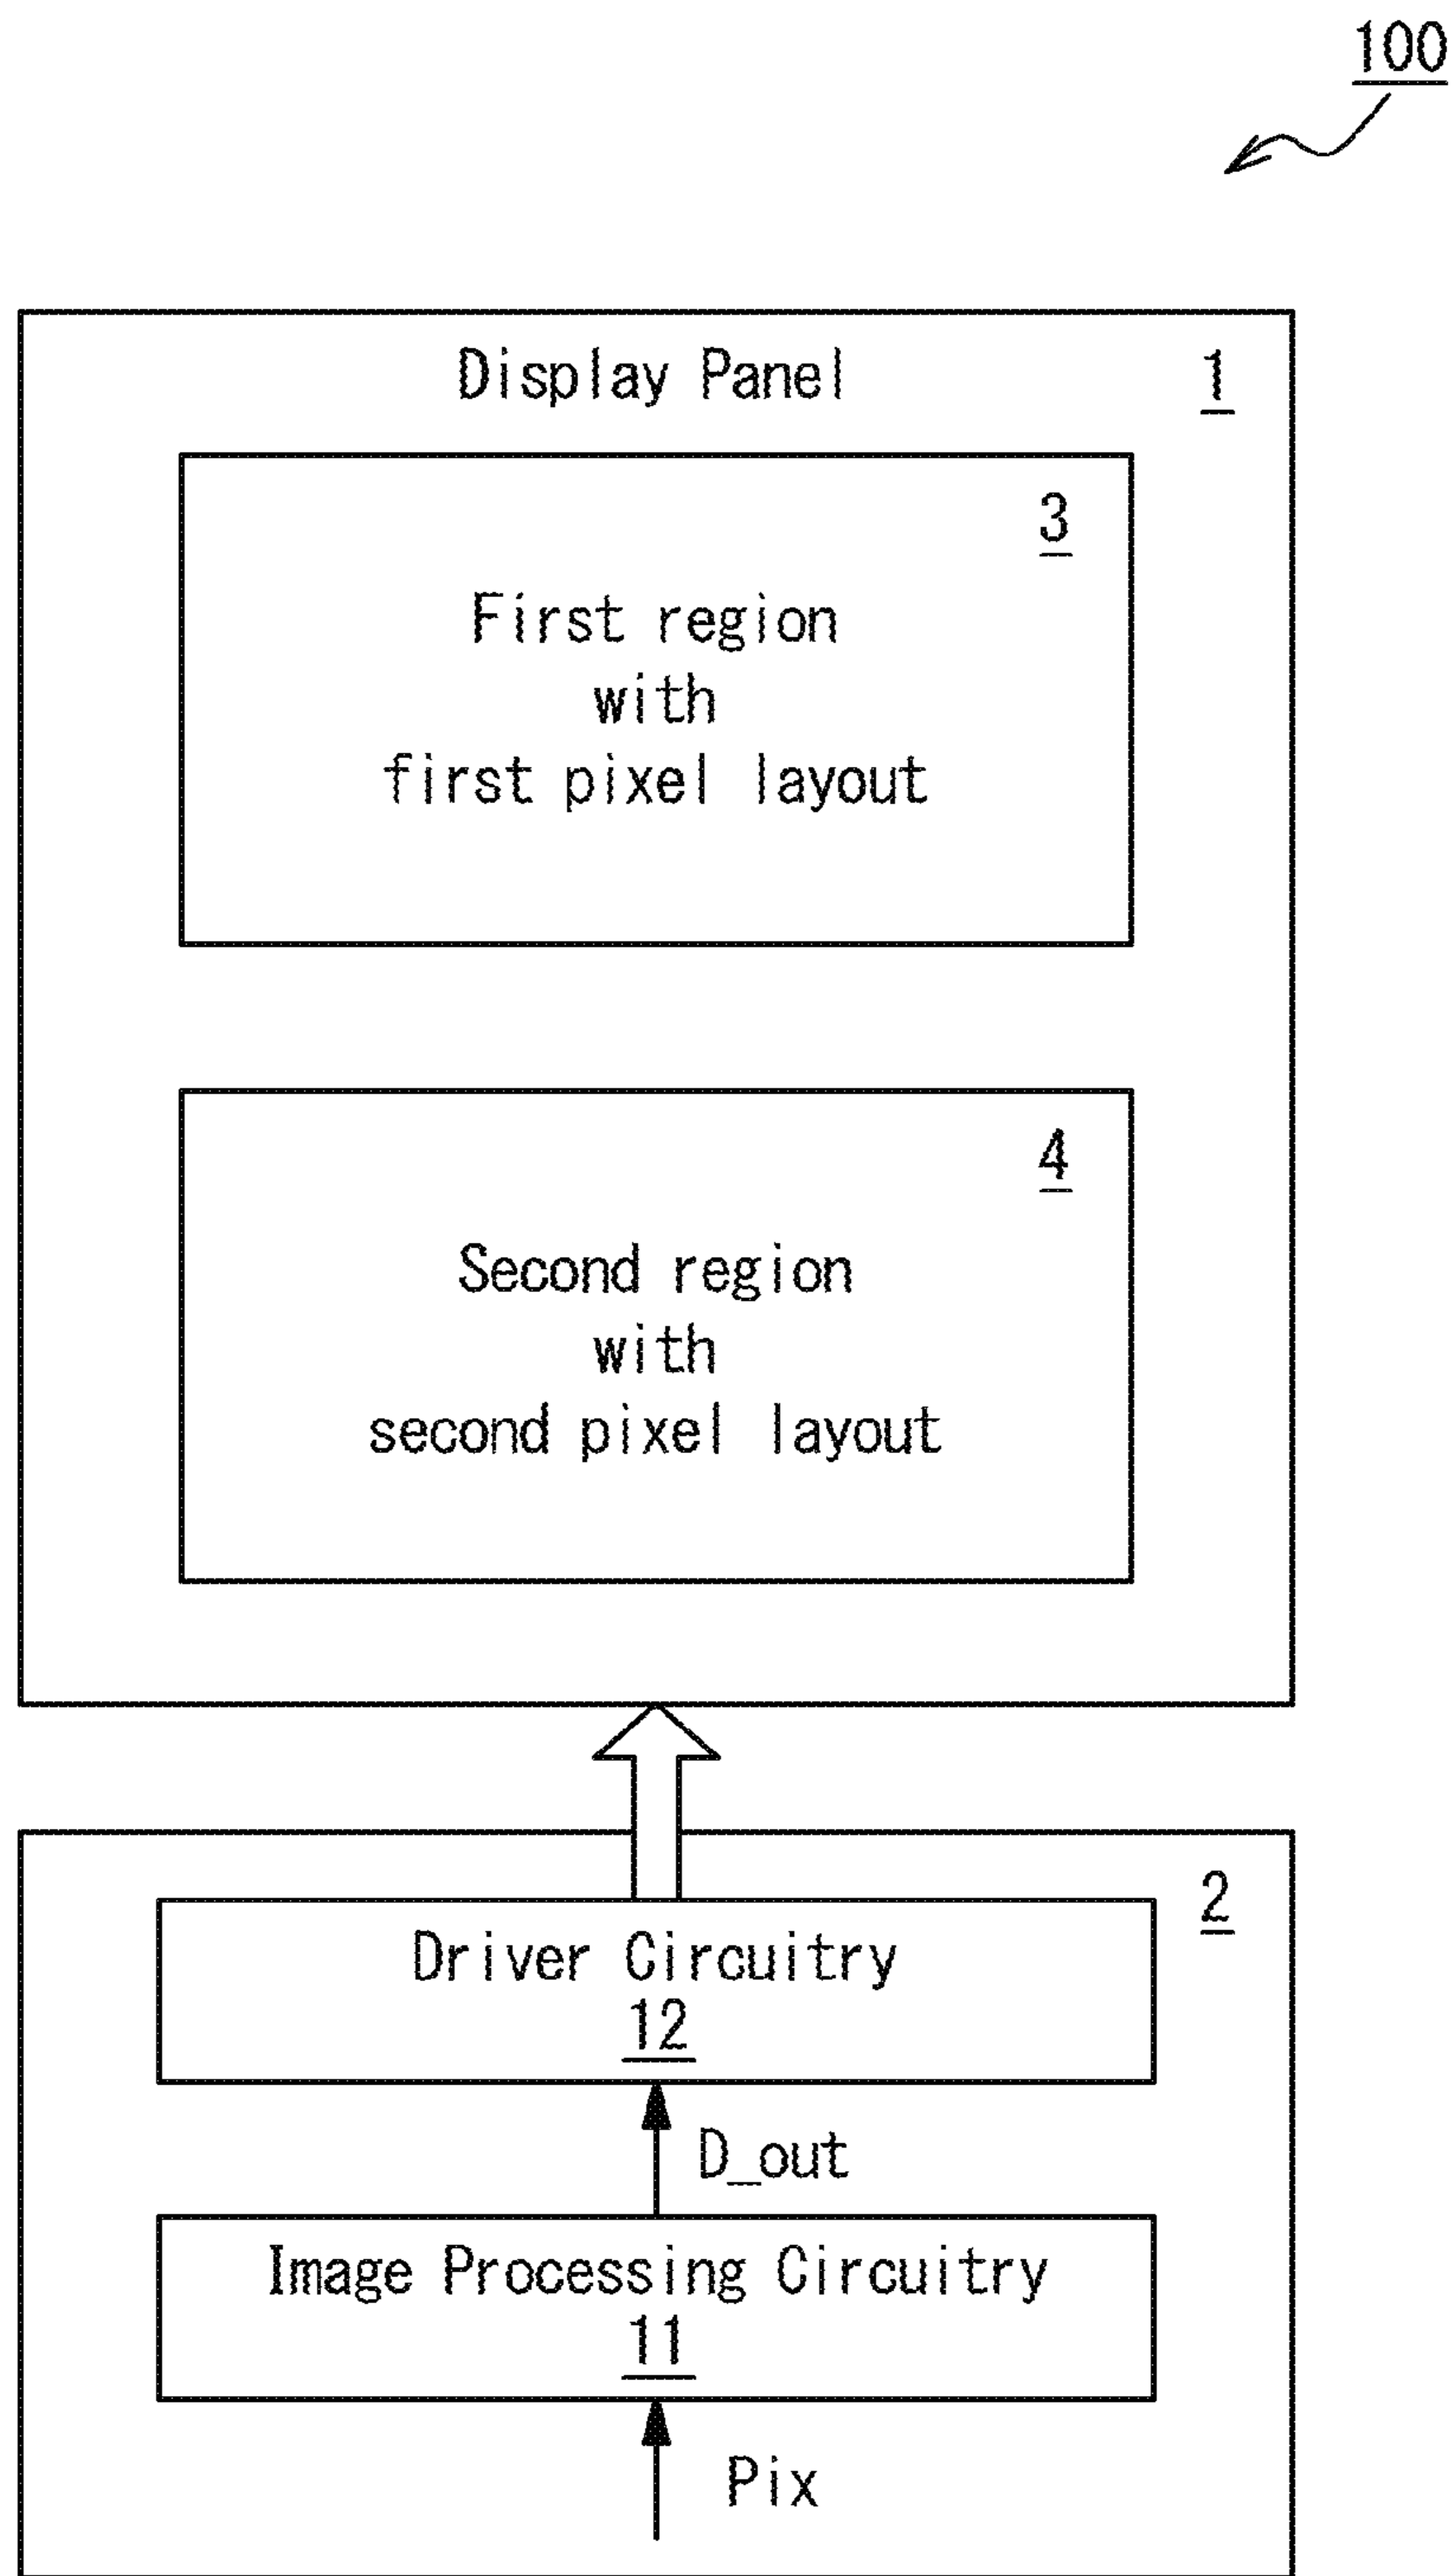 100
Display Panel 1
3
First region
with
first pixel layout
4
Second region
with
second pixel layout
2
Driver Circuitry
12
D_out
Image Processing Circuitry
11
Pix